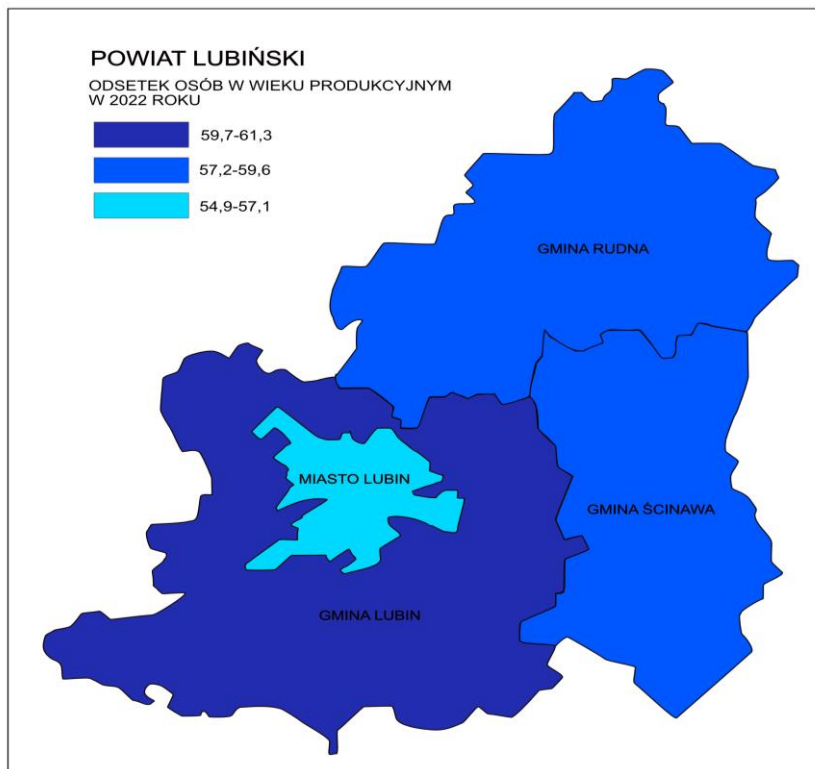 POWIAT LUBIŃSKI
ODSETEK OSÓB W WIEKU PRODUKCYJNYM
W 2022 ROKU
59,7-61,3
57,2-59,6
54,9-57,1
GMINA RUDNA
MIASTO LUBIN
GMINA ŚCINAWA
GMINA LUBIN